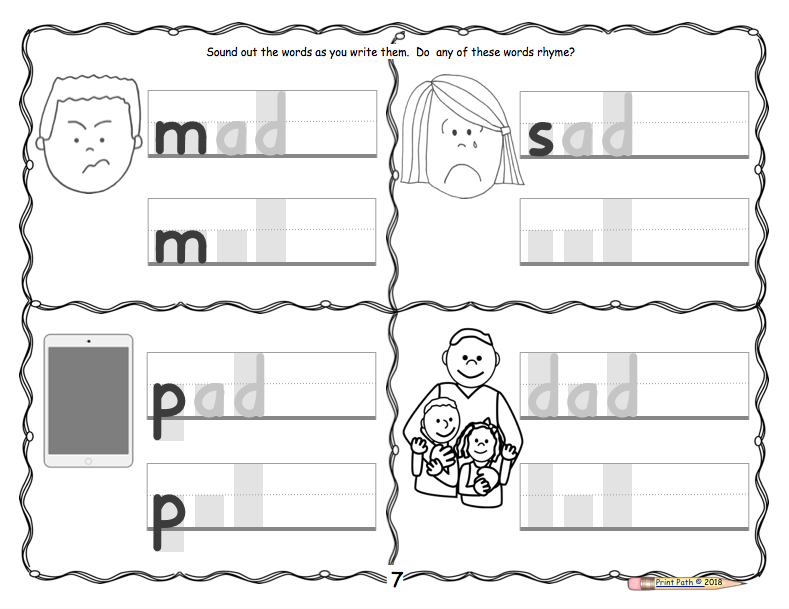 Sound out the words as you write them. Do any of these words rhyme?
mad
sad
m
pad
dad
p
7
Print Path © 2018